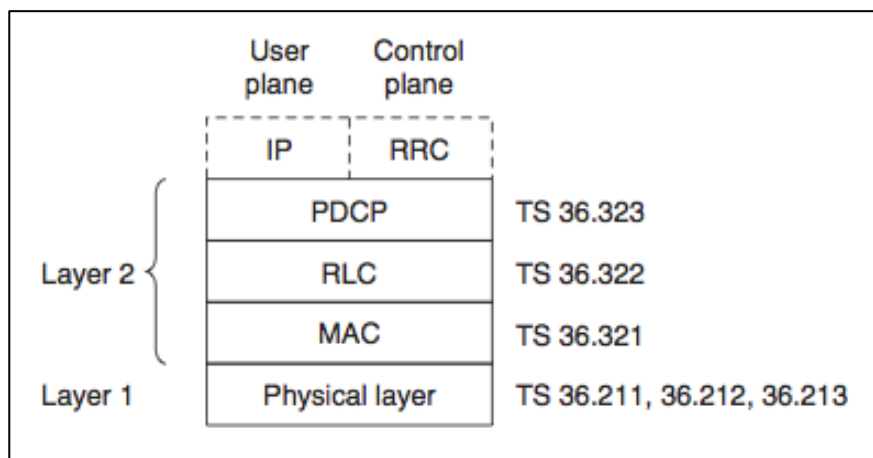 User Control
plane plane
IP RRC
PDCP TS 36.323
Layer 2 RLC TS 36.322
MAC TS 36.321
Layer 1 Physical layer TS 36.211, 36.212, 36.213